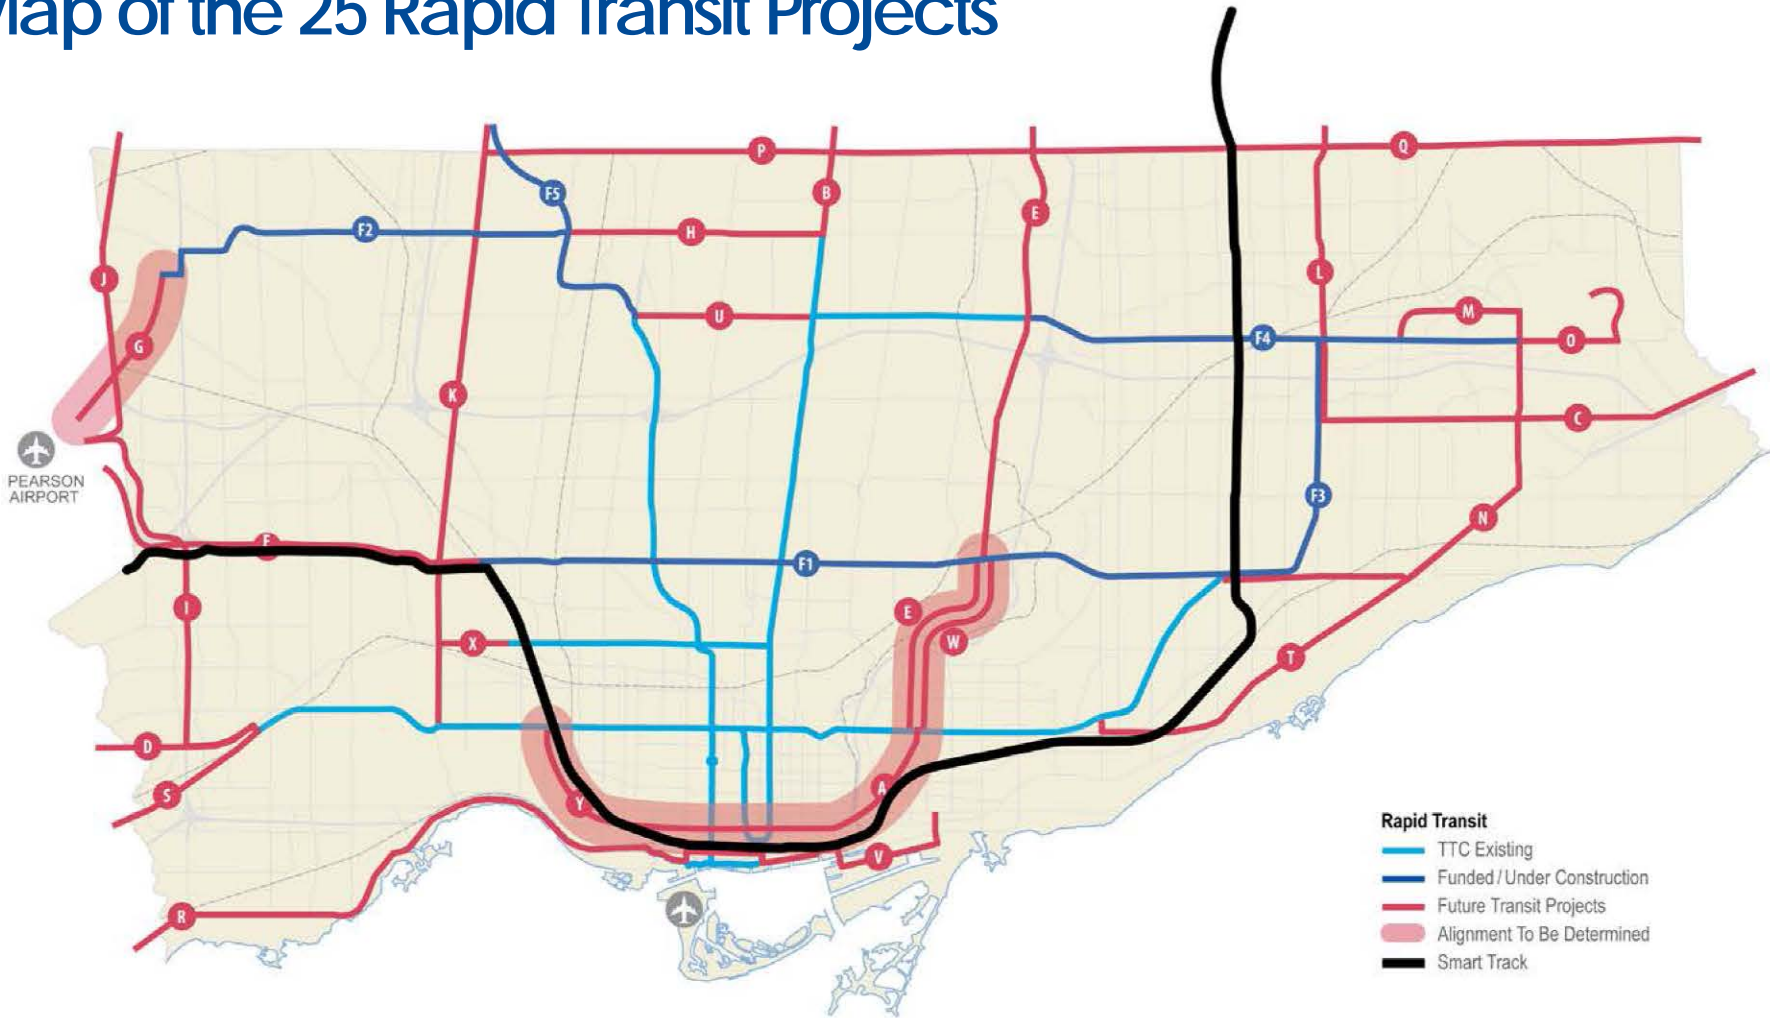 Map of the 25 Rapid Transit Projects
P
Q
B
F5
E
F2
H
L
J
M
U
F4
O
G
K
C
PEARSON
AIRPORT
F3
N
F
F1
I
E
W
X
T
D
A
S
Y
V
R
Rapid Transit
TTC Existing
Funded / Under Construction
Future Transit Projects
Alignment To Be Determined
Smart Track